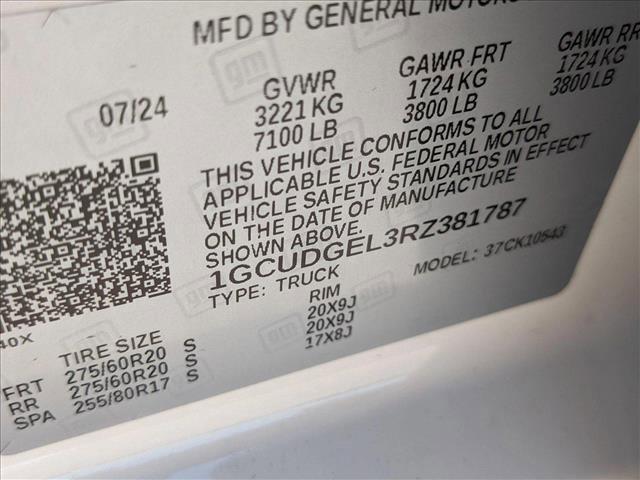 MFD BY GENERAL MOTORS
07/24
GVWR
3221 KG
7100 LB
GAWR FRT
1724 KG
3800 LB
GAWR RR
1724 KG
3800 LB
THIS VEHICLE CONFORMS TO ALL
APPLICABLE U.S. FEDERAL MOTOR
VEHICLE SAFETY STANDARDS IN EFFECT
ON THE DATE OF MANUFACTURE
SHOWN ABOVE.
1GCUDGEL3RZ381787
TYPE: TRUCK
MODEL: 37CK10543
40X
TIRE SIZE
RIM
FRT 275/60R20 S 20X9J
RR 275/60R20 S 20X9J
SPA 255/80R17 S 17X8J
gm